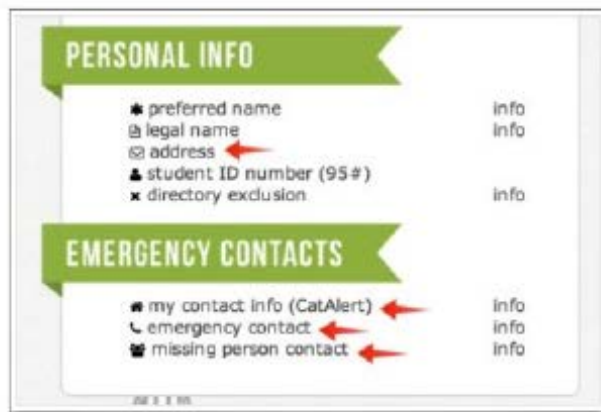 PERSONAL INFO
preferred name info
legal name info
address
student ID number (95#)
directory exclusion info
EMERGENCY CONTACTS
my contact info (CatAlert) info
emergency contact info
missing person contact info